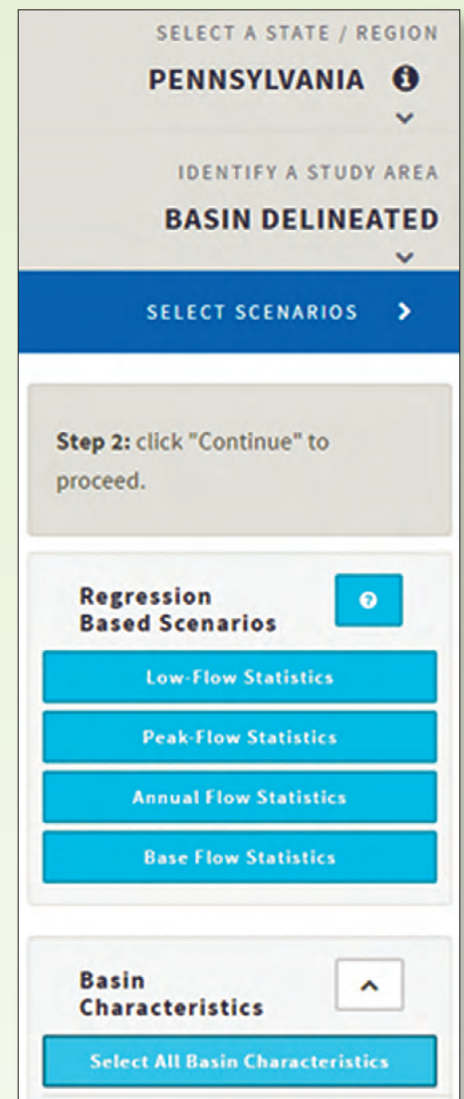 SELECT A STATE / REGION
PENNSYLVANIA
IDENTIFY A STUDY AREA
BASIN DELINEATED
SELECT SCENARIOS
Step 2: click "Continue" to
proceed.
Regression
Based Scenarios
Low-Flow Statistics
Peak-Flow Statistics
Annual Flow Statistics
Base Flow Statistics
Basin
Characteristics
Select All Basin Characteristics